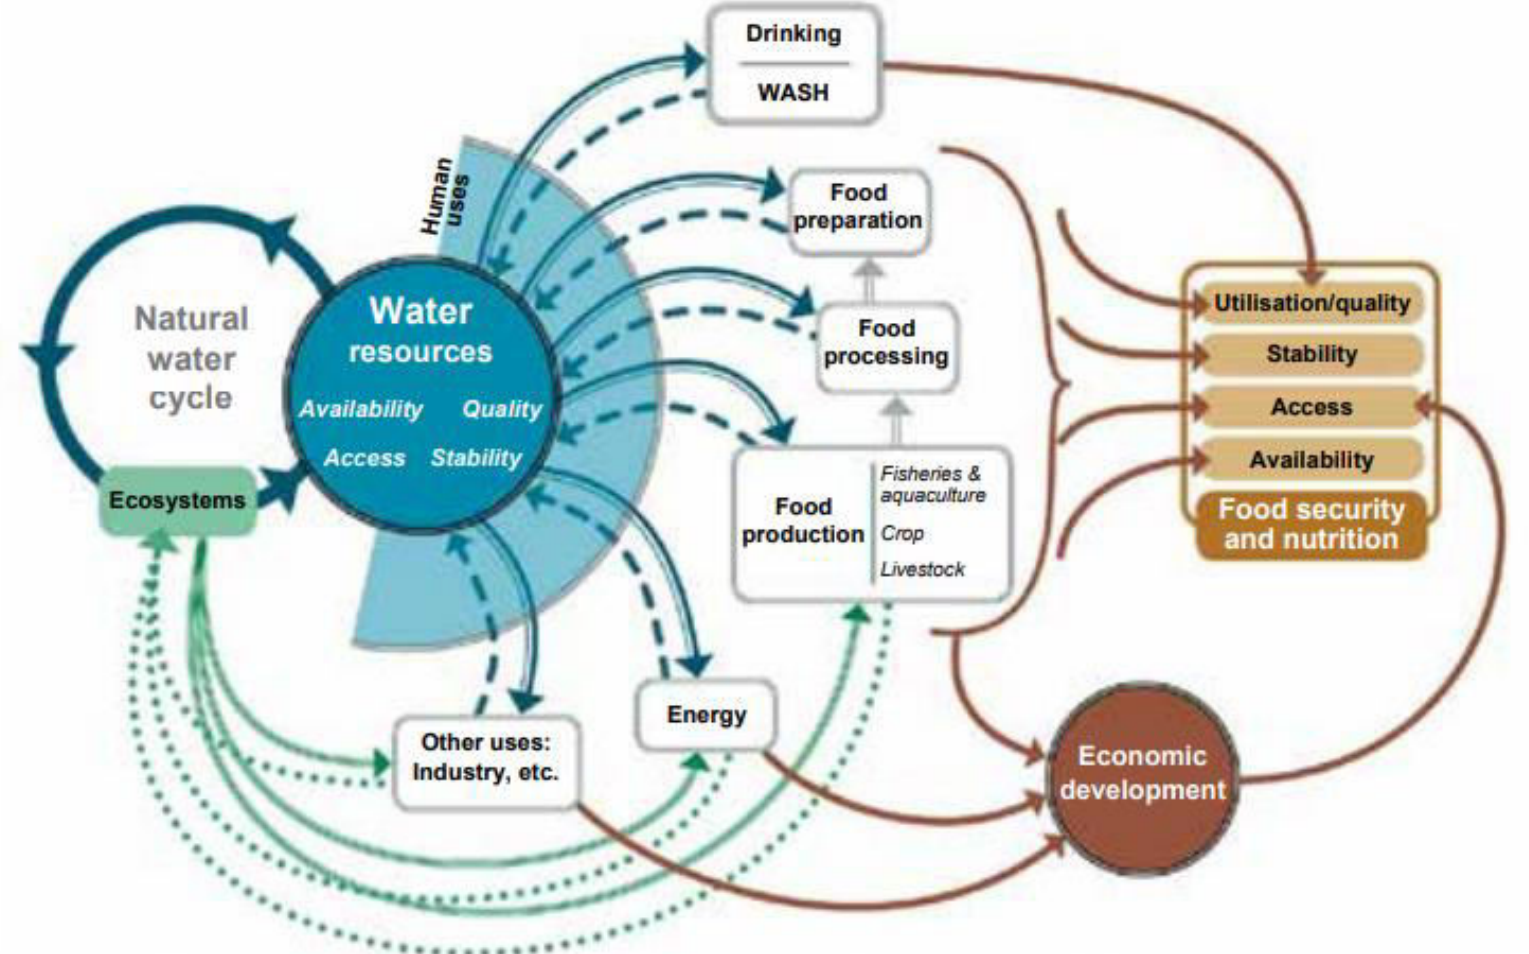 Drinking
WASH
Human
uses
Food
preparation
Natural
water
cycle
Water
resources
Availability Quality
Access Stability
Food
processing
Utilisation/quality
Stability
Access
Availability
Food security
and nutrition
Ecosystems
Food
production
Fisheries &
aquaculture
Crop
Livestock
Energy
Other uses:
Industry, etc.
Economic
development